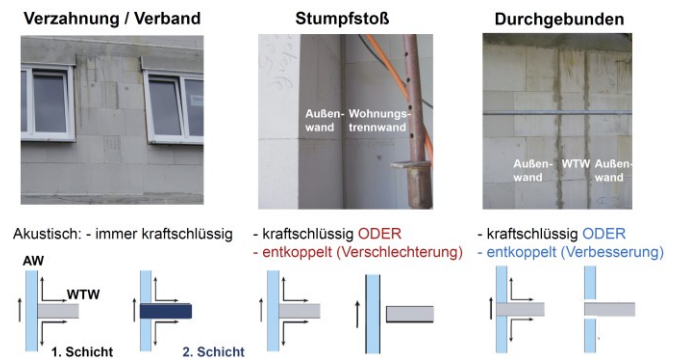 Verzahnung / Verband
Stumpfstoß
Durchgebunden
Außen-
wand
Wohnungs-
trennwand
Außen-
wand
WTW
Außen-
wand
Akustisch: - immer kraftschlüssig
- kraftschlüssig ODER
- entkoppelt (Verschlechterung)
- kraftschlüssig ODER
- entkoppelt (Verbesserung)
AW
WTW
1. Schicht
2. Schicht